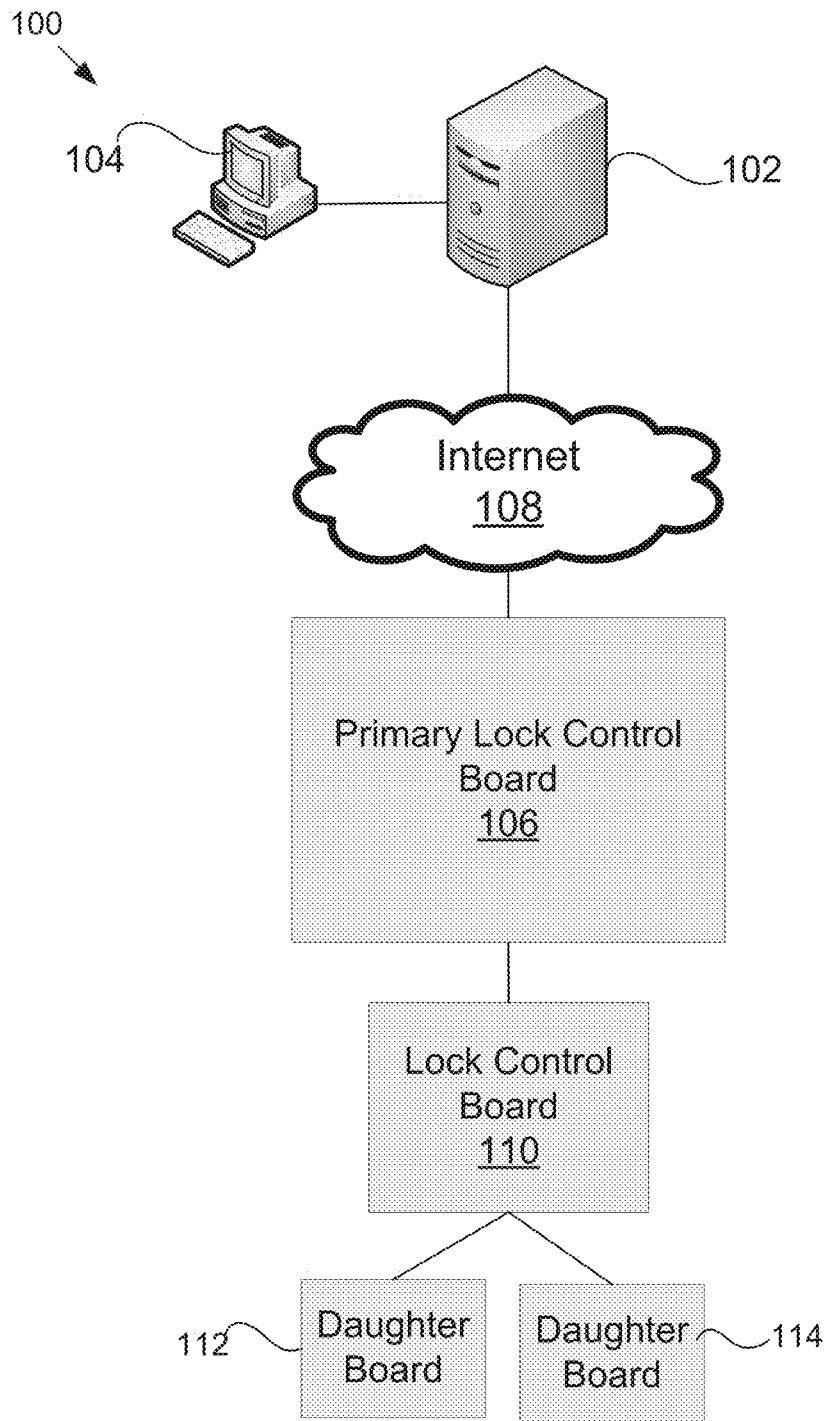 100
104
102
Internet
108
Primary Lock Control
Board
106
Lock Control
Board
110
112
Daughter
Board
Daughter
Board
114